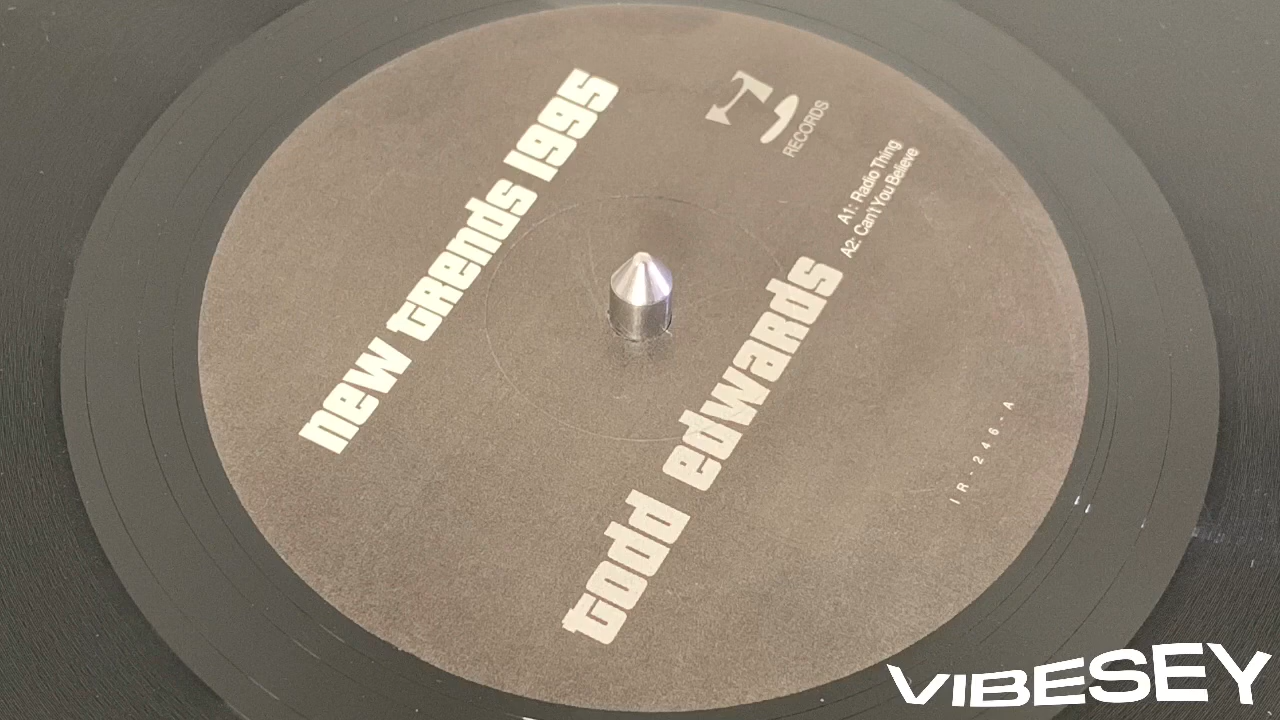 new trends 1995
RECORDS
A1: Radio Thing
A2: Can't You Believe
todd edwards
IR-246-A
VIBESEY